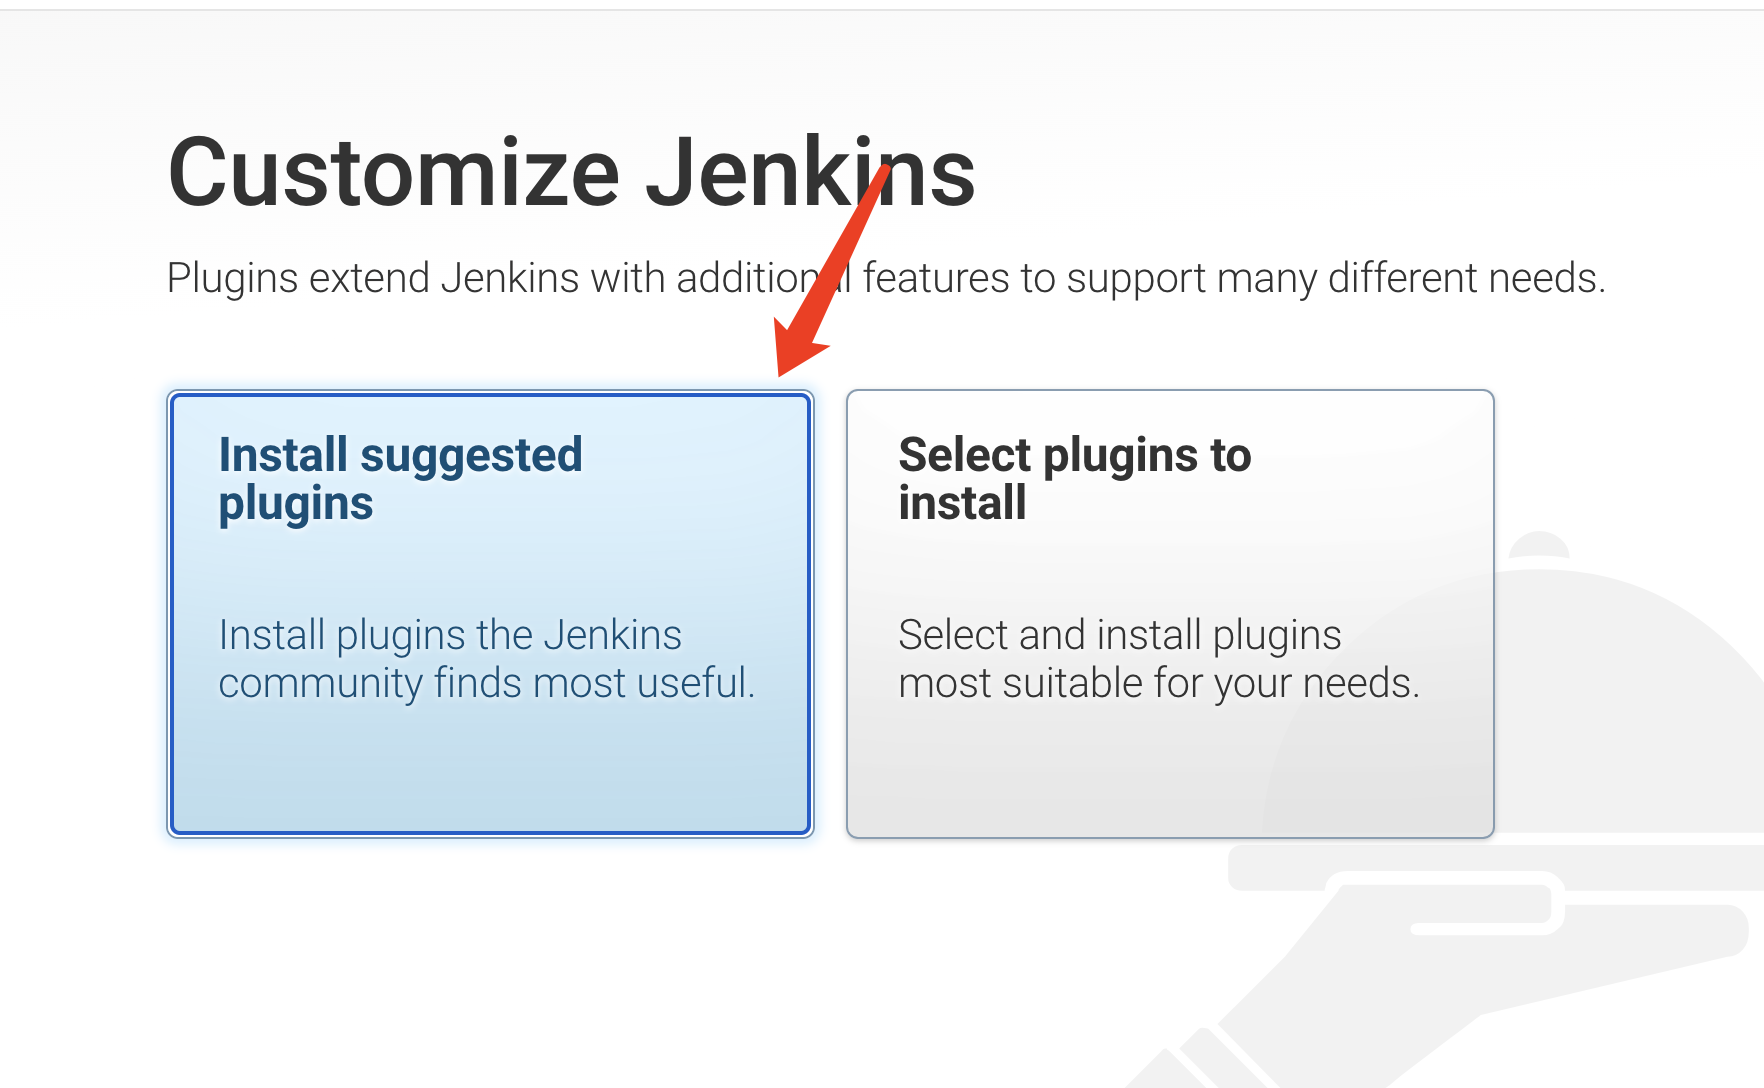 Customize Jenkins
Plugins extend Jenkins with additional features to support many different needs.
Install suggested
plugins
Install plugins the Jenkins
community finds most useful.
Select plugins to
install
Select and install plugins
most suitable for your needs.